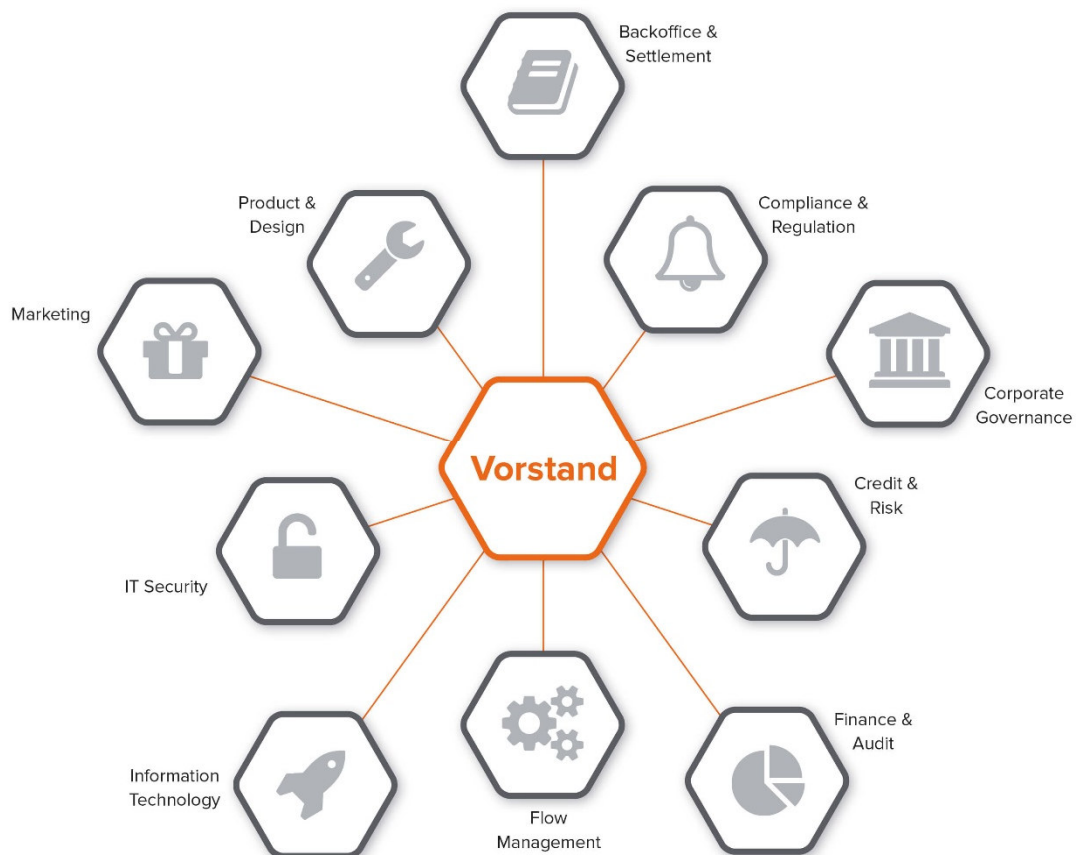 Backoffice &
Settlement
Product &
Design
Compliance &
Regulation
Marketing
Corporate
Governance
Vorstand
Credit &
Risk
IT Security
Finance &
Audit
Information
Technology
Flow
Management